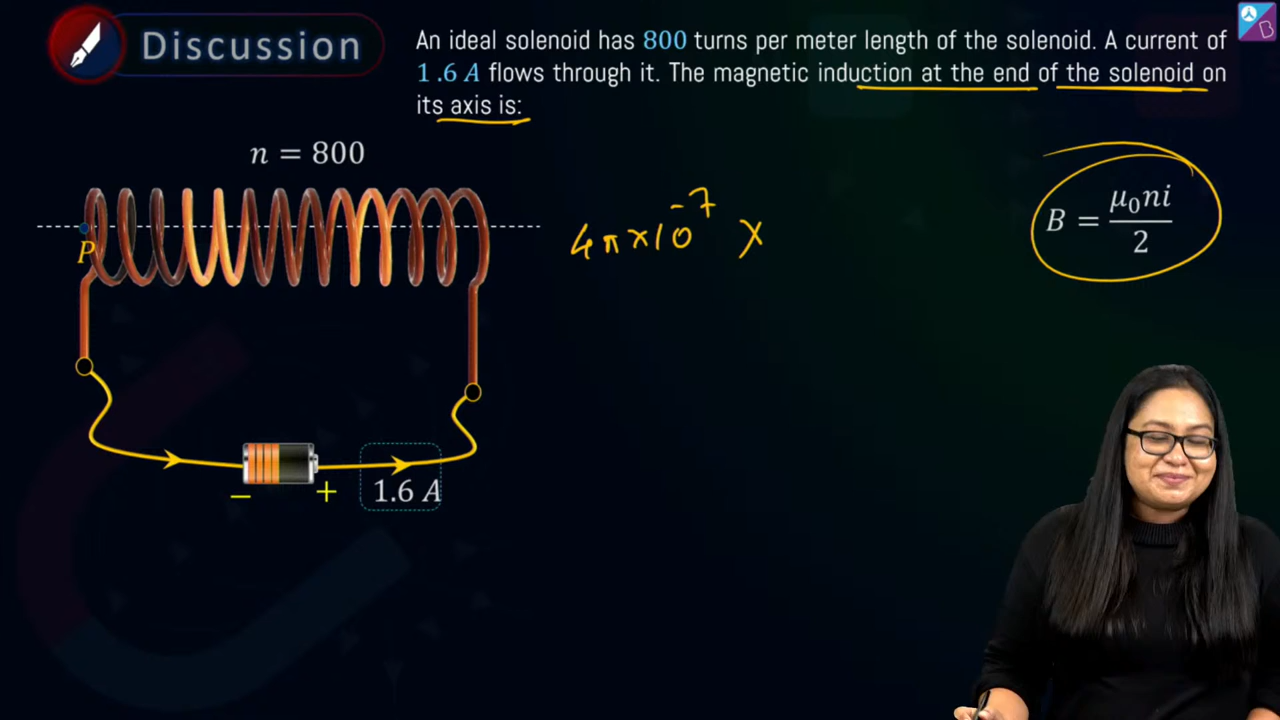 Discussion
An ideal solenoid has 800 turns per meter length of the solenoid. A current of
1.6 A flows through it. The magnetic induction at the end of the solenoid on
its axis is:
n = 800
P
4π×10⁻⁷ ×
B = μ₀ni/2
− +
1.6 A
B